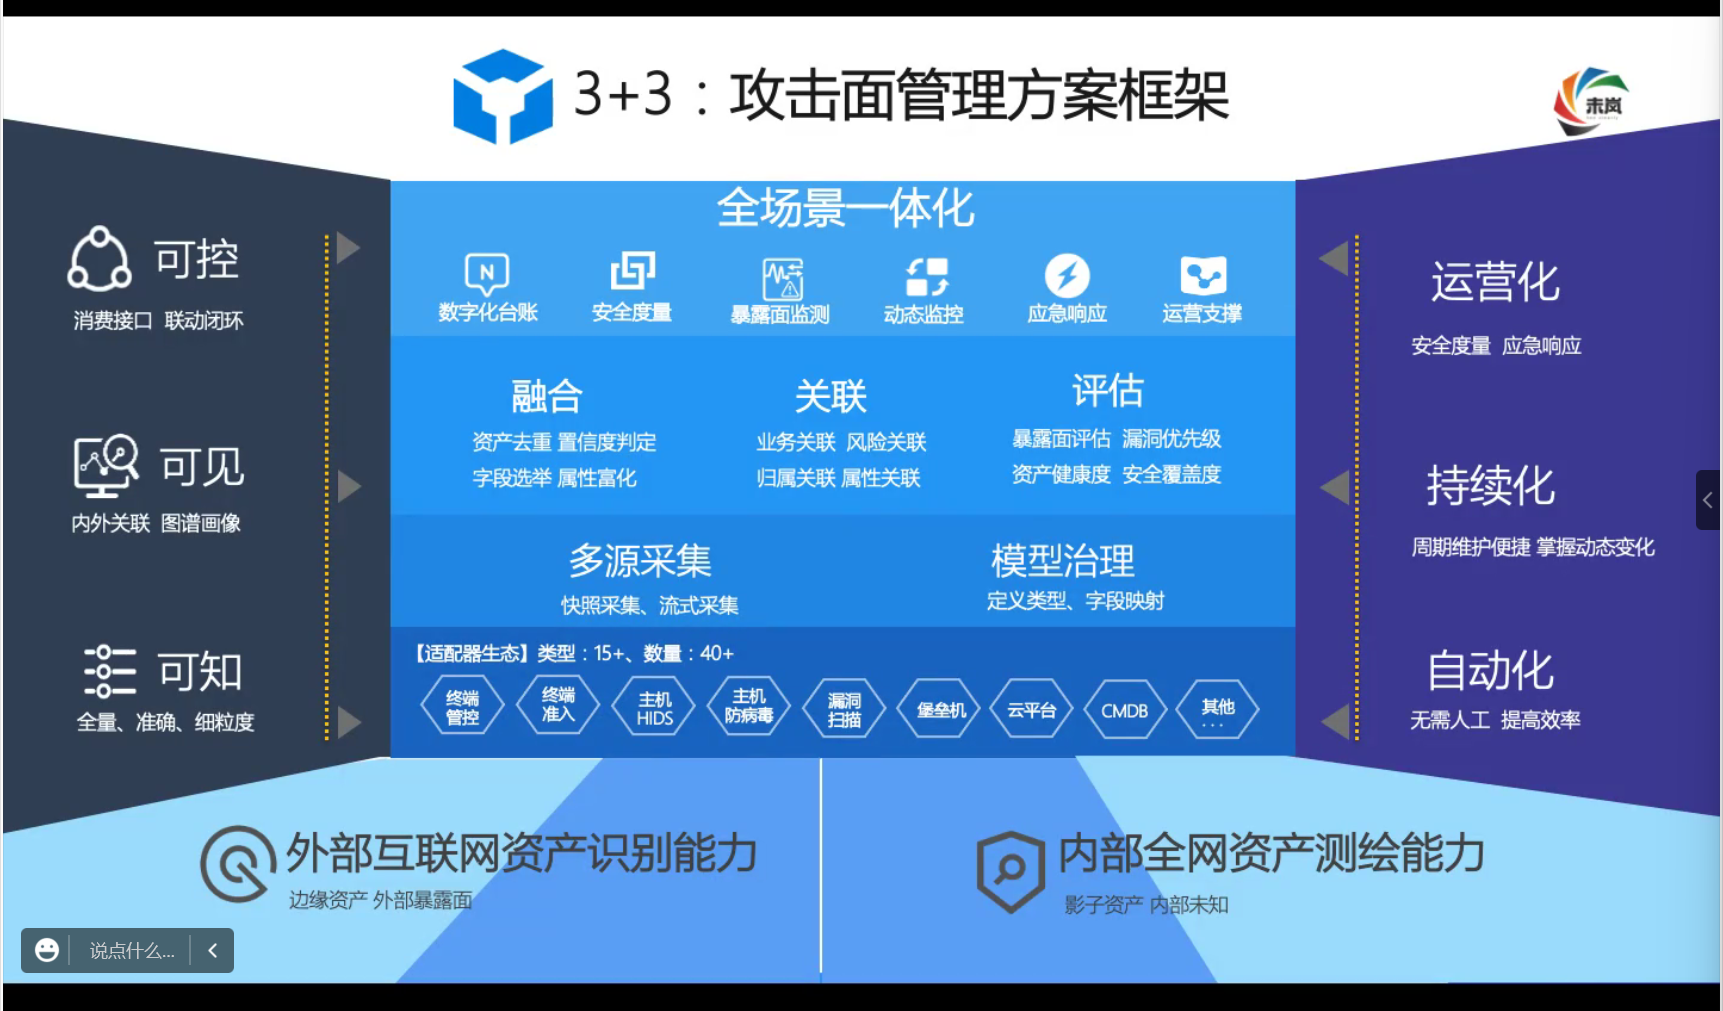 3+3：攻击面管理方案框架
未岚
可控
消费接口 联动闭环
可见
内外关联 图谱画像
可知
全量、准确、细粒度
全场景一体化
N
数字化台账 安全度量 暴露面监测 动态监控 应急响应 运营支撑
融合
资产去重 置信度判定
字段选举 属性富化
关联
业务关联 风险关联
归属关联 属性关联
评估
暴露面评估 漏洞优先级
资产健康度 安全覆盖度
多源采集
快照采集、流式采集
模型治理
定义类型、字段映射
【适配器生态】类型：15+、数量：40+
终端
管控
终端
准入
主机
HIDS
主机
防病毒
漏洞
扫描
堡垒机
云平台
CMDB
其他
...
运营化
安全度量 应急响应
持续化
周期维护便捷 掌握动态变化
自动化
无需人工 提高效率
外部互联网资产识别能力
边缘资产 外部暴露面
内部全网资产测绘能力
影子资产 内部未知
说点什么...